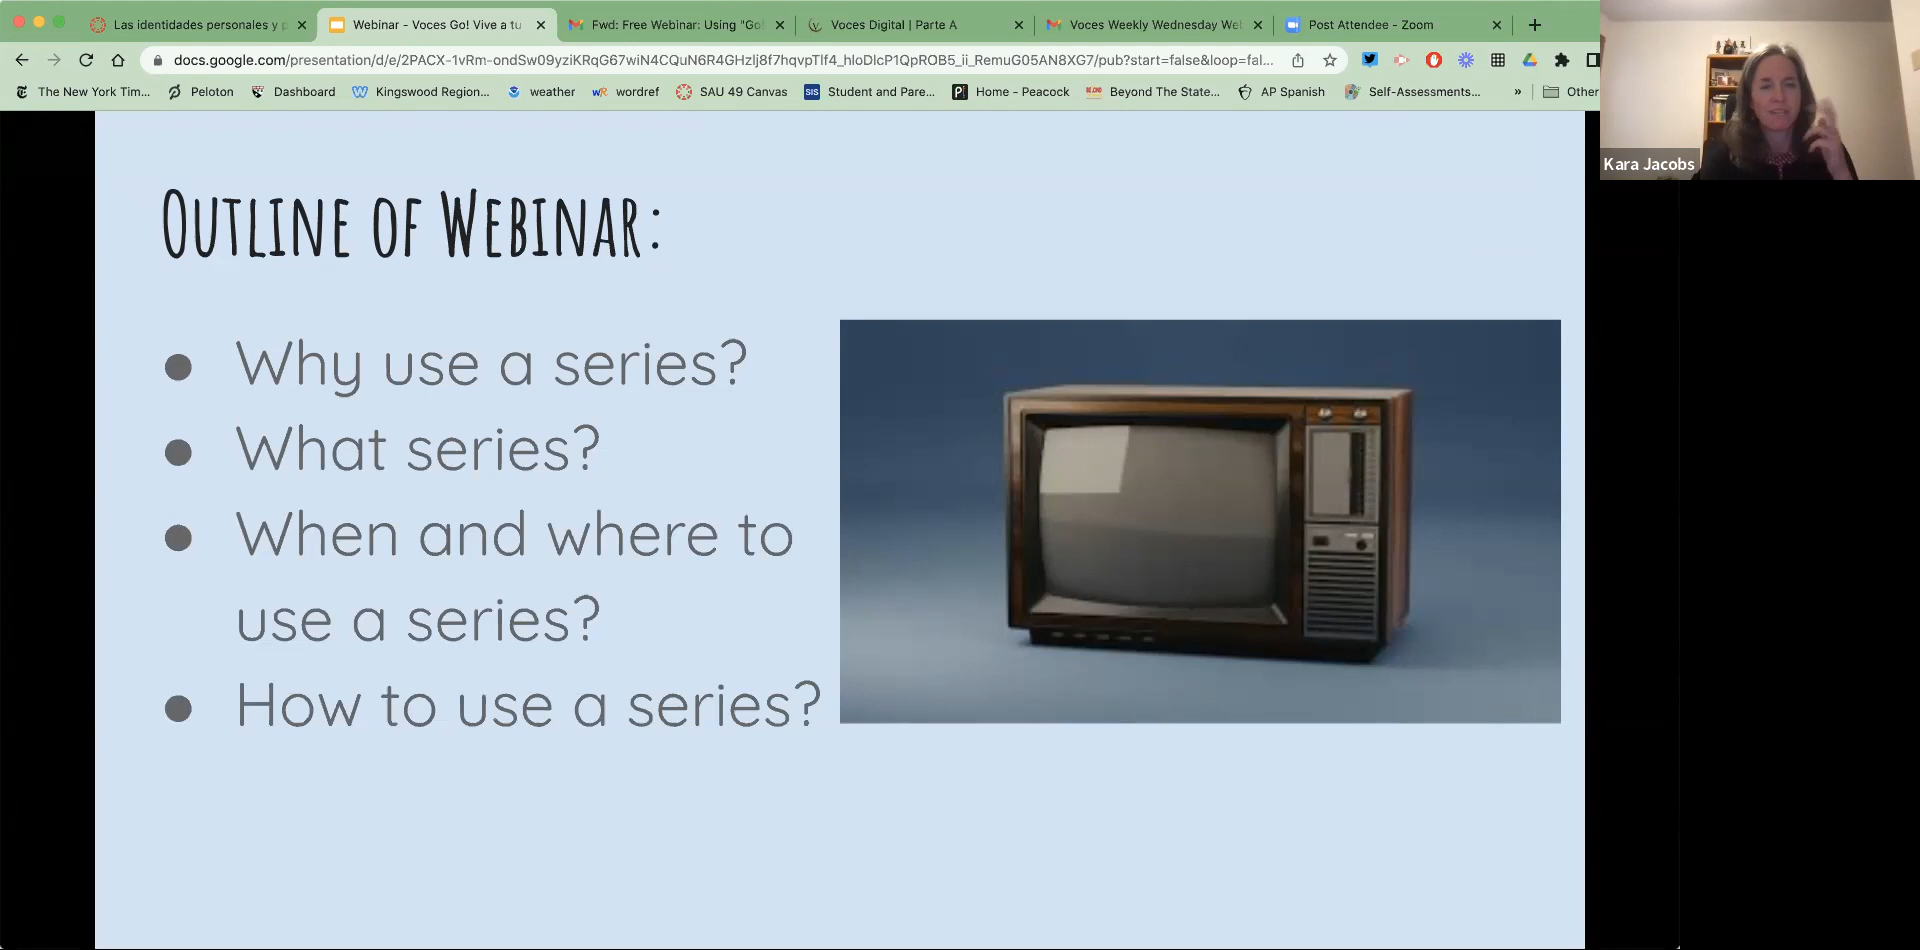 Las identidades personales y p
Webinar - Voces Go! Vive a tu
Fwd: Free Webinar: Using "Go!
Voces Digital | Parte A
Voces Weekly Wednesday Web
Post Attendee - Zoom
docs.google.com/presentation/d/e/2PACX-1vRm-ondSw09yziKRqG67wiN4CQuN6R4GHzlj8f7hqvpTlf4_hloDlcP1QpROB5_ii_RemuG05AN8XG7/pub?start=false&loop=fal...
The New York Tim...
Peloton
Dashboard
Kingswood Region...
weather
wordref
SAU 49 Canvas
SIS
Student and Pare...
Home - Peacock
Beyond The State...
AP Spanish
Self-Assessments...
»
Other
Kara Jacobs
Outline of Webinar:
● Why use a series?
● What series?
● When and where to
use a series?
● How to use a series?